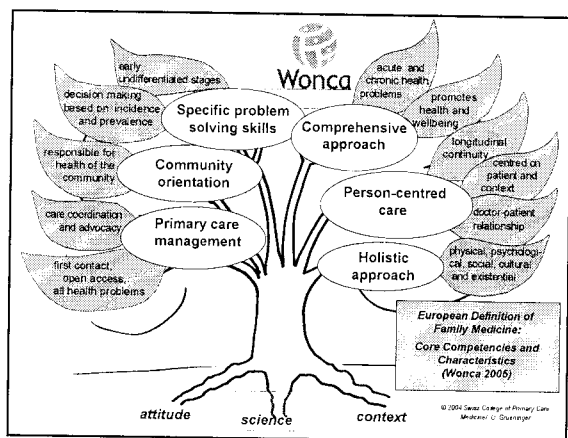 early
undifferentiated stages
decision making
based on incidence
and prevalence
responsible for
health of the
community
care coordination
and advocacy
first contact,
open access,
all health problems
Wonca
Specific problem
solving skills
Community
orientation
Primary care
management
Comprehensive
approach
Person-centred
care
Holistic
approach
acute and
chronic health
problems
promotes
health and
wellbeing
longitudinal
continuity
centred on
patient and
context
doctor-patient
relationship
physical, psychologi-
cal, social, cultural
and existential
European Definition of
Family Medicine:
Core Competencies and
Characteristics
(Wonca 2005)
attitude
science
context
© 2004 Swiss College of Primary Care
Medicine/ U. Grueninger